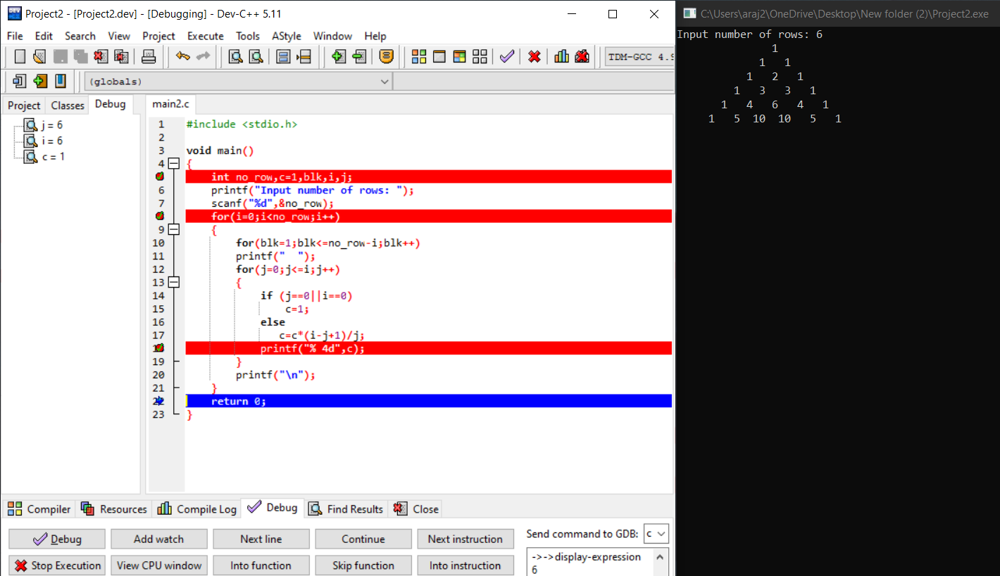 Project2 - [Project2.dev] - [Debugging] - Dev-C++ 5.11
File Edit Search View Project Execute Tools AStyle Window Help
TDM-GCC 4.9
(globals)
Project Classes Debug
j = 6
i = 6
c = 1
main2.c
1 #include <stdio.h>
2
3 void main()
4 {
int no_row,c=1,blk,i,j;
6 printf("Input number of rows: ");
7 scanf("%d",&no_row);
for(i=0;i<no_row;i++)
9 {
10 for(blk=1;blk<=no_row-i;blk++)
11 printf("  ");
12 for(j=0;j<=i;j++)
13 {
14 if (j==0||i==0)
15 c=1;
16 else
17 c=c*(i-j+1)/j;
printf("% 4d",c);
19 }
20 printf("\n");
21 }
22 return 0;
23 }
Compiler Resources Compile Log Debug Find Results Close
Debug Add watch Next line Continue Next instruction
Stop Execution View CPU window Into function Skip function Into instruction
Send command to GDB: c
->->display-expression
6
C:\Users\araj2\OneDrive\Desktop\New folder (2)\Project2.exe
Input number of rows: 6
1
1 1
1 2 1
1 3 3 1
1 4 6 4 1
1 5 10 10 5 1